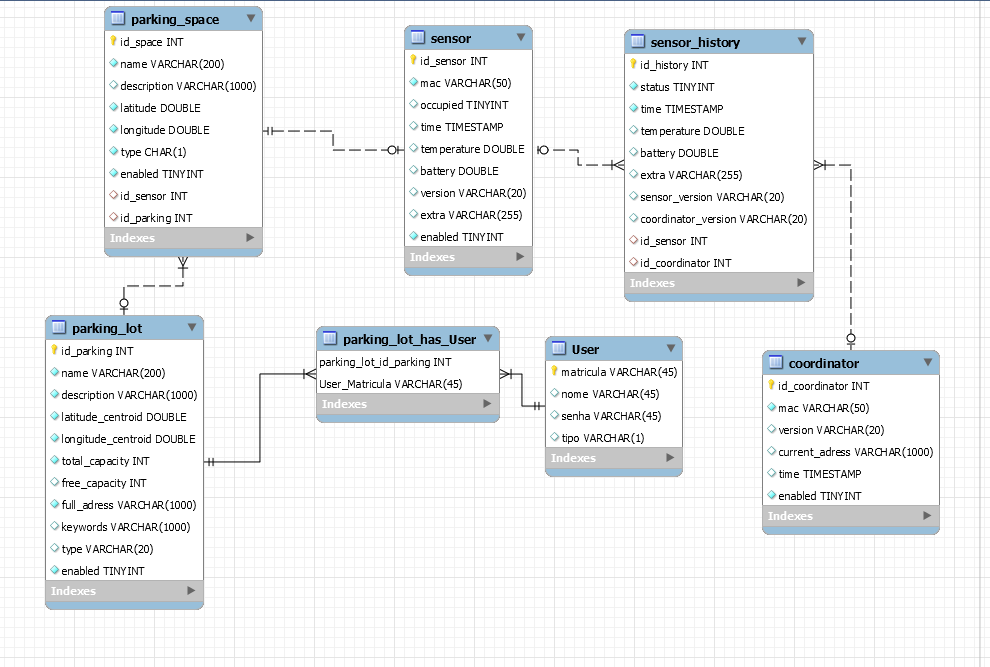 parking_space
id_space INT
name VARCHAR(200)
description VARCHAR(1000)
latitude DOUBLE
longitude DOUBLE
type CHAR(1)
enabled TINYINT
id_sensor INT
id_parking INT
Indexes
sensor
id_sensor INT
mac VARCHAR(50)
occupied TINYINT
time TIMESTAMP
temperature DOUBLE
battery DOUBLE
version VARCHAR(20)
extra VARCHAR(255)
enabled TINYINT
Indexes
sensor_history
id_history INT
status TINYINT
time TIMESTAMP
temperature DOUBLE
battery DOUBLE
extra VARCHAR(255)
sensor_version VARCHAR(20)
coordinator_version VARCHAR(20)
id_sensor INT
id_coordinator INT
Indexes
parking_lot
id_parking INT
name VARCHAR(200)
description VARCHAR(1000)
latitude_centroid DOUBLE
longitude_centroid DOUBLE
total_capacity INT
free_capacity INT
full_adress VARCHAR(1000)
keywords VARCHAR(1000)
type VARCHAR(20)
enabled TINYINT
Indexes
parking_lot_has_User
parking_lot_id_parking INT
User_Matricula VARCHAR(45)
Indexes
User
matricula VARCHAR(45)
nome VARCHAR(45)
senha VARCHAR(45)
tipo VARCHAR(1)
Indexes
coordinator
id_coordinator INT
mac VARCHAR(50)
version VARCHAR(20)
current_adress VARCHAR(1000)
time TIMESTAMP
enabled TINYINT
Indexes